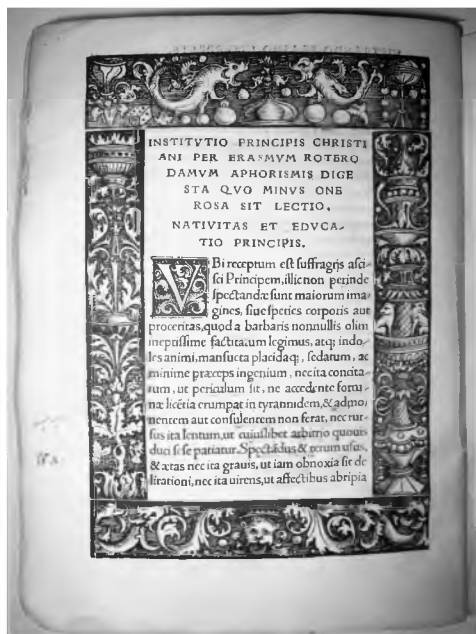 INSTITVTIO PRINCIPIS CHRISTI
ANI PER ERASMVM ROTERO
DAMVM APHORISMIS DIGE
STA QVO MINVS ONE
ROSA SIT LECTIO.
NATIVITAS ET EDVCA-
TIO PRINCIPIS.
VBi receptum est suffragijs asci-
sci Principem, illic non perinde
spectandæ sunt maiorum ima-
gines, siue species corporis aut
proceritas, quod a barbaris nonnullis olim
ineptissime factitatum legimus, atq; indo-
les animi, mansueta placidaq;, sedatum, ac
minime præceps ingenium, nec ita concita-
tum, ut periculum sit, ne accedente fortu-
næ licẽtia erumpat in tyrannidem, & admo-
nentem aut consulentem non ferat, nec rur-
sus ita lentum, ut cuiuslibet arbitrio quouis
duci sese patiatur. Spectãdus & rerum usus,
& ætas nec ita grauis, ut iam obnoxia sit de
lirationi, nec ita uirens, ut affectibus abripia